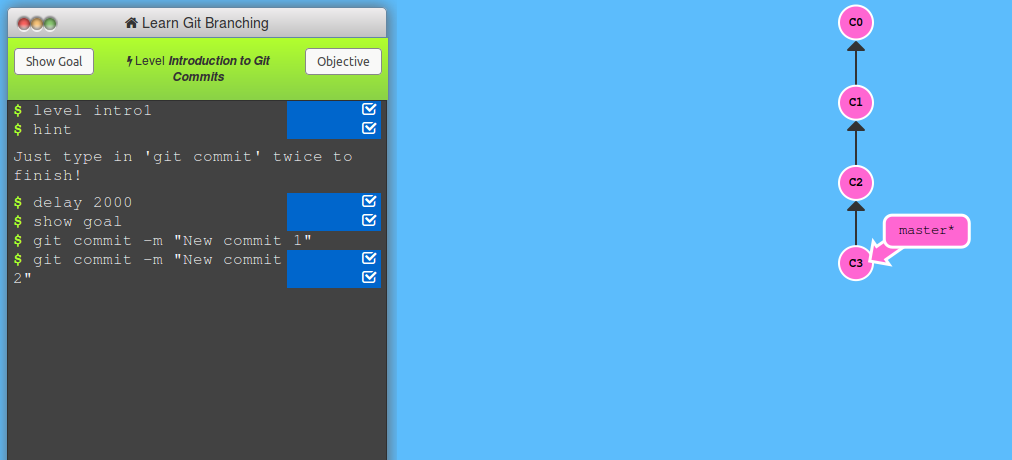 Learn Git Branching
Show Goal
Level Introduction to Git
Commits
Objective
$ level intro1
$ hint
Just type in 'git commit' twice to
finish!
$ delay 2000
$ show goal
$ git commit -m "New commit 1"
$ git commit -m "New commit
2"
C0
C1
C2
master*
C3